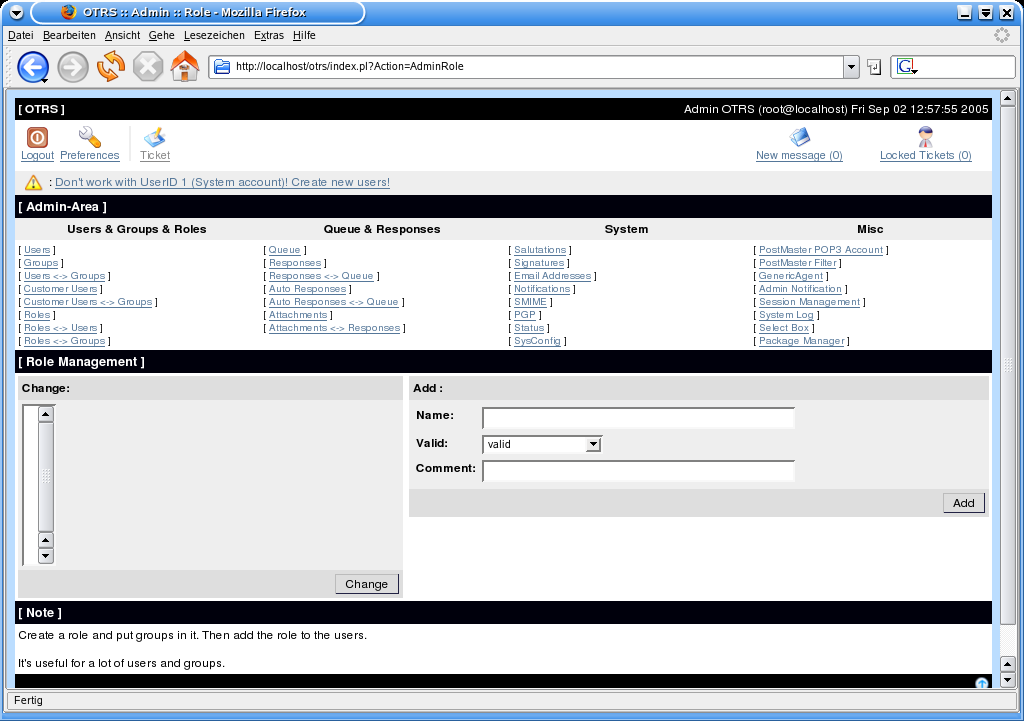 OTRS :: Admin :: Role - Mozilla Firefox
Datei Bearbeiten Ansicht Gehe Lesezeichen Extras Hilfe
http://localhost/otrs/index.pl?Action=AdminRole
G
[ OTRS ] Admin OTRS (root@localhost) Fri Sep 02 12:57:55 2005
Logout Preferences Ticket New message (0) Locked Tickets (0)
: Don't work with UserID 1 (System account)! Create new users!
[ Admin-Area ]
Users & Groups & Roles Queue & Responses System Misc
[ Users ] [ Queue ] [ Salutations ] [ PostMaster POP3 Account ]
[ Groups ] [ Responses ] [ Signatures ] [ PostMaster Filter ]
[ Users <-> Groups ] [ Responses <-> Queue ] [ Email Addresses ] [ GenericAgent ]
[ Customer Users ] [ Auto Responses ] [ Notifications ] [ Admin Notification ]
[ Customer Users <-> Groups ] [ Auto Responses <-> Queue ] [ SMIME ] [ Session Management ]
[ Roles ] [ Attachments ] [ PGP ] [ System Log ]
[ Roles <-> Users ] [ Attachments <-> Responses ] [ Status ] [ Select Box ]
[ Roles <-> Groups ] [ SysConfig ] [ Package Manager ]
[ Role Management ]
Change: Add :
Name:
Valid: valid
Comment:
Add
Change
[ Note ]
Create a role and put groups in it. Then add the role to the users.
It's useful for a lot of users and groups.
Fertig